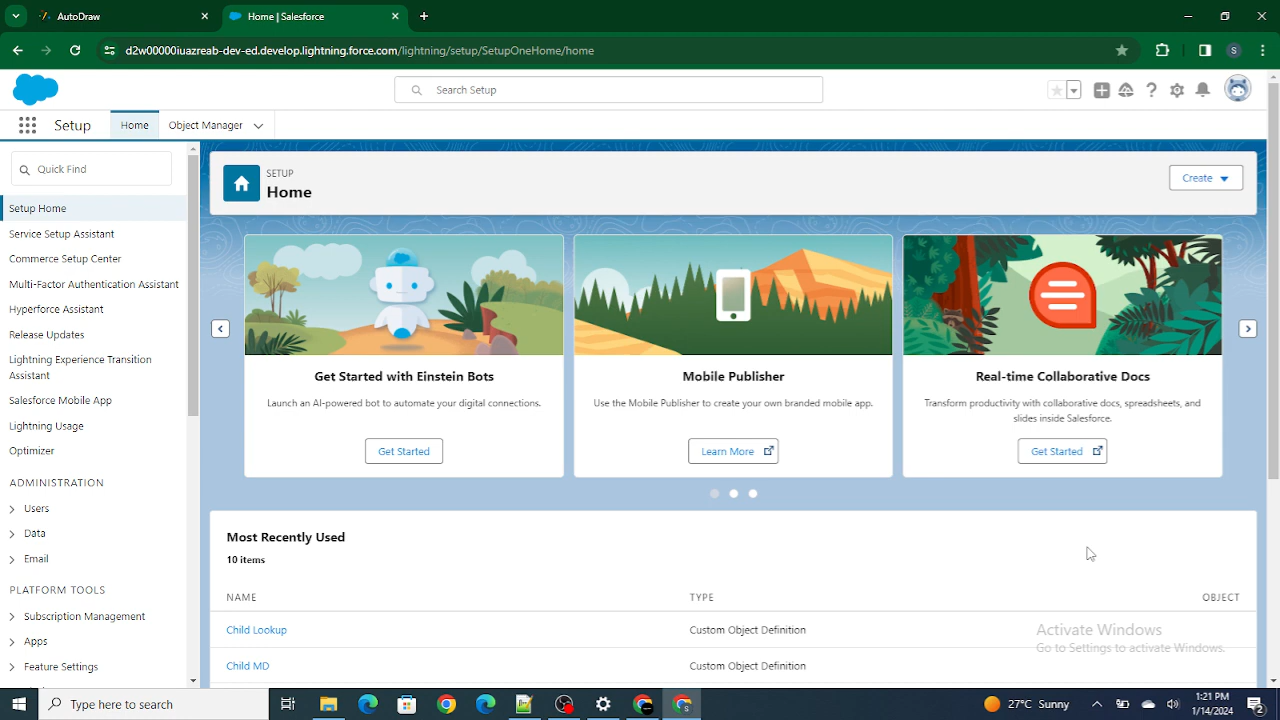 AutoDraw
Home | Salesforce
d2w00000iuazreab-dev-ed.develop.lightning.force.com/lightning/setup/SetupOneHome/home
S
Search Setup
Setup
Home
Object Manager
Quick Find
Setup Home
Service Setup Assistant
Commerce Setup Center
Multi-Factor Authentication Assistant
Hyperforce Assistant
Release Updates
Lightning Experience Transition
Assistant
Salesforce Mobile App
Lightning Usage
Optimizer
ADMINISTRATION
Users
Data
Email
PLATFORM TOOLS
Subscription Management
Apps
Feature Settings
SETUP
Home
Create
Get Started with Einstein Bots
Launch an AI-powered bot to automate your digital connections.
Get Started
Mobile Publisher
Use the Mobile Publisher to create your own branded mobile app.
Learn More
Real-time Collaborative Docs
Transform productivity with collaborative docs, spreadsheets, and
slides inside Salesforce.
Get Started
Most Recently Used
10 items
NAME TYPE OBJECT
Child Lookup Custom Object Definition
Child MD Custom Object Definition
Activate Windows
Go to Settings to activate Windows.
Type here to search
27°C Sunny
1:21 PM
1/14/2024
2